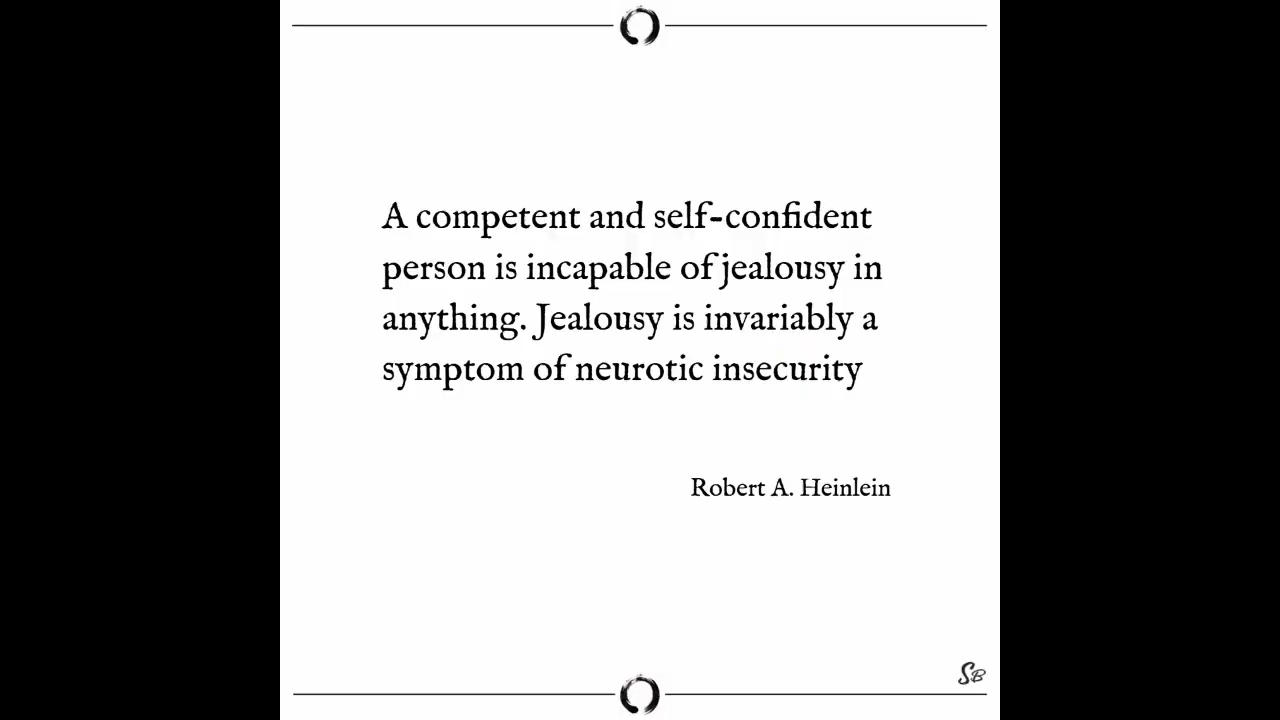 A competent and self-confident
person is incapable of jealousy in
anything. Jealousy is invariably a
symptom of neurotic insecurity
Robert A. Heinlein
SB